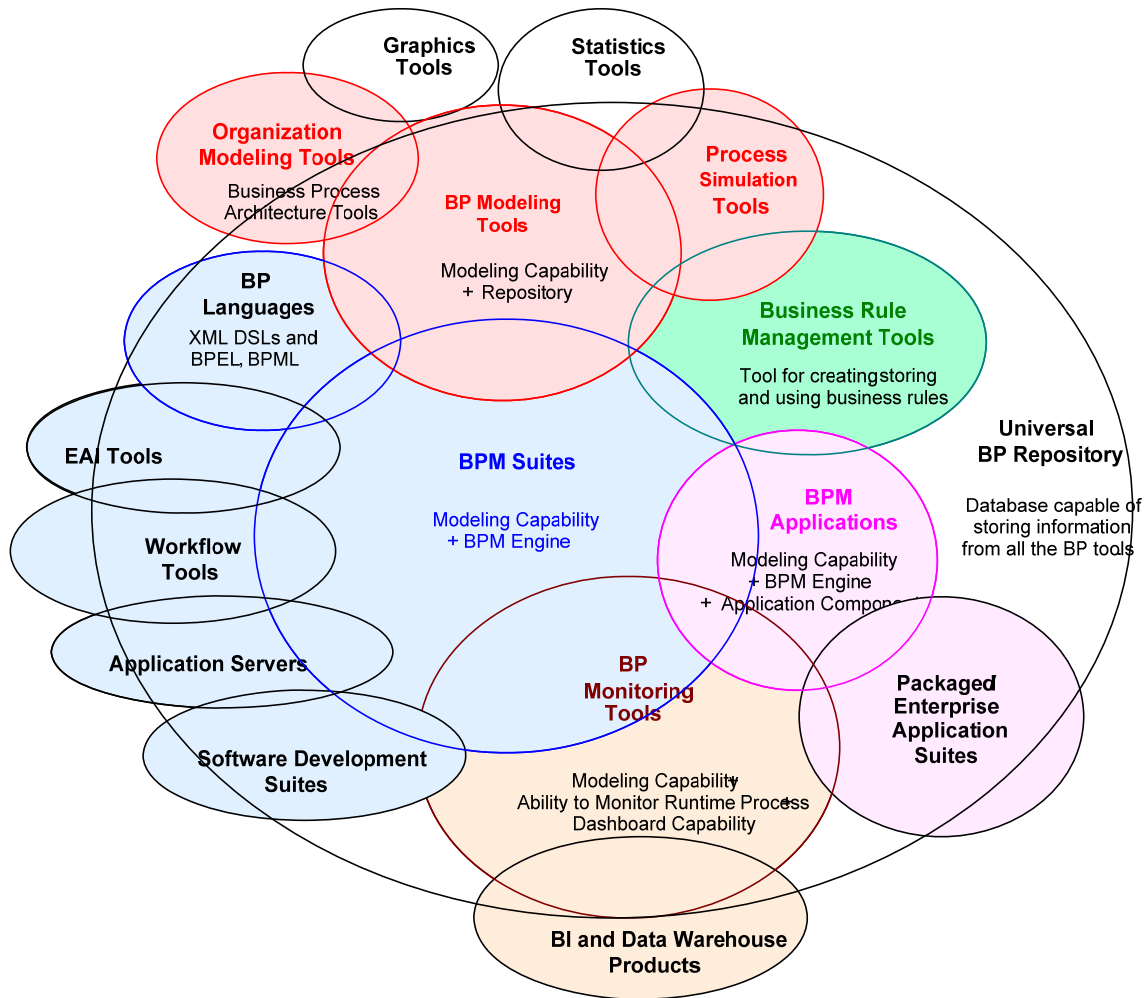 Graphics
Tools
Statistics
Tools
Organization
Modeling Tools
Business Process
Architecture Tools
BP Modeling
Tools
Modeling Capability
+ Repository
Process
Simulation
Tools
BP
Languages
XML DSLs and
BPEL, BPML
Business Rule
Management Tools
Tool for creatingstoring
and using business rules
EAI Tools
BPM Suites
Modeling Capability
+ BPM Engine
Universal
BP Repository
Database capable of
storing information
from all the BP tools.
BPM
Applications
Modeling Capability
+ BPM Engine
+ Application
Workflow
Tools
Application Servers
BP
Monitoring
Tools
Modeling Capability+
Ability to Monitor Runtime Process+
Dashboard Capability
Packaged/
Enterprise
Application
Suites
Software Development
Suites
BI and Data Warehouse
Products